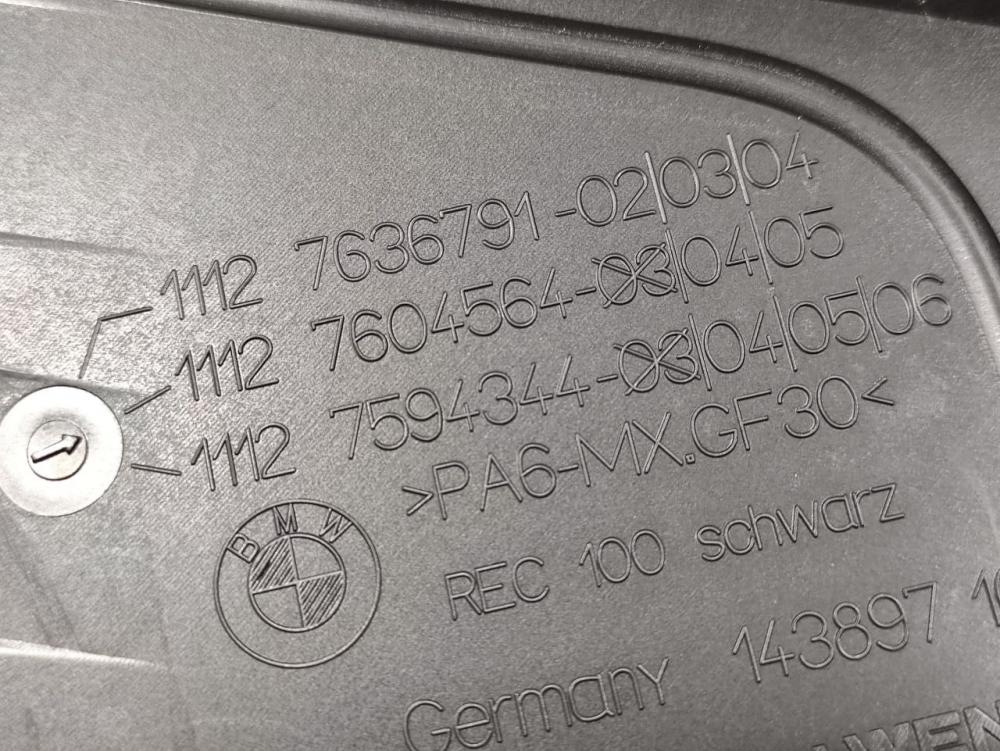 1112 7636791-02|03|04
1112 7604564-03|04|05
1112 7594344-03|04|05|06
>PA6-MX.GF30<
BMW
REC 100 schwarz
Germany 143897